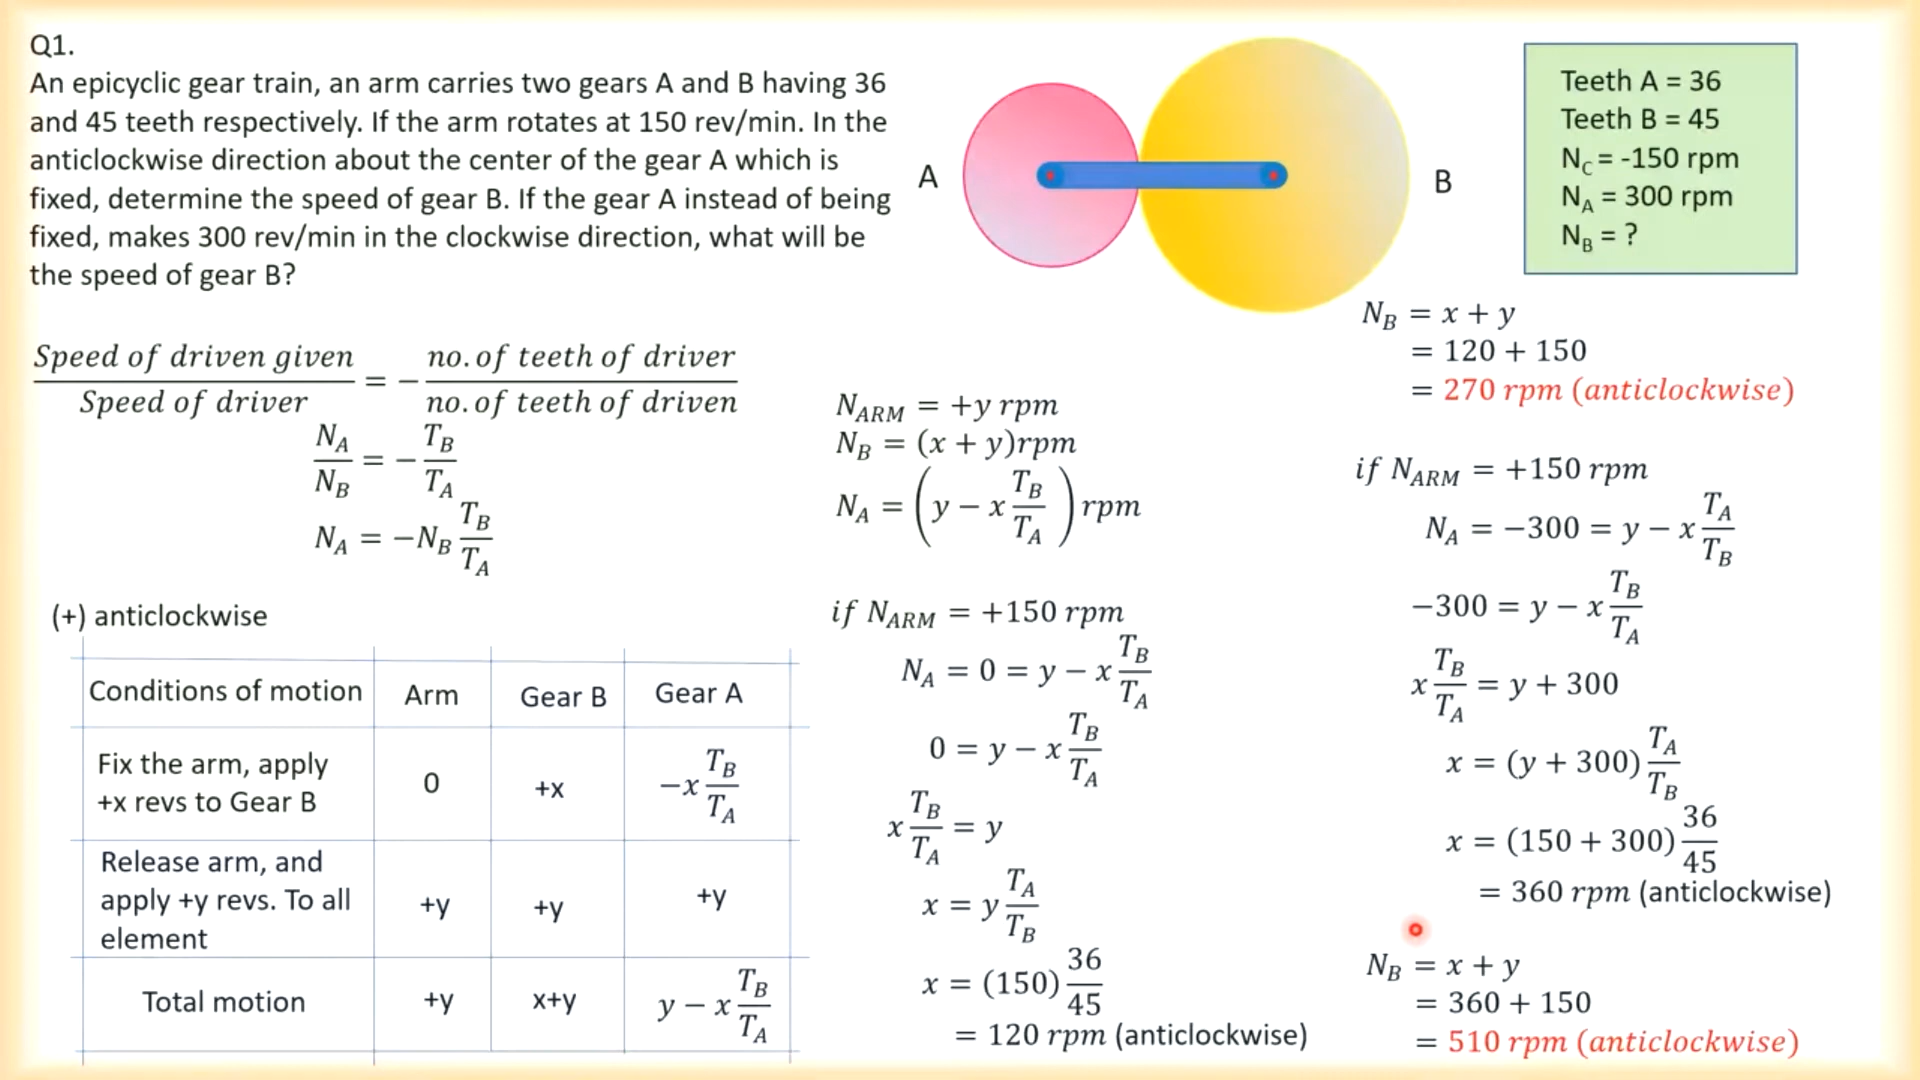 Q1.
An epicyclic gear train, an arm carries two gears A and B having 36
and 45 teeth respectively. If the arm rotates at 150 rev/min. In the
anticlockwise direction about the center of the gear A which is
fixed, determine the speed of gear B. If the gear A instead of being
fixed, makes 300 rev/min in the clockwise direction, what will be
the speed of gear B?
A
B
Teeth A = 36
Teeth B = 45
N_C = -150 rpm
N_A = 300 rpm
N_B = ?
Speed of driven given / Speed of driver = − no. of teeth of driver / no. of teeth of driven
N_A / N_B = − T_B / T_A
N_A = −N_B T_B / T_A
(+) anticlockwise
Conditions of motion Arm Gear B Gear A
Fix the arm, apply
+x revs to Gear B
0 +x −x T_B / T_A
Release arm, and
apply +y revs. To all
element
+y +y +y
Total motion +y x+y y − x T_B / T_A
N_ARM = +y rpm
N_B = (x + y)rpm
N_A = (y − x T_B / T_A) rpm
if N_ARM = +150 rpm
N_A = 0 = y − x T_B / T_A
0 = y − x T_B / T_A
x T_B / T_A = y
x = y T_A / T_B
x = (150) 36 / 45
= 120 rpm (anticlockwise)
N_B = x + y
= 120 + 150
= 270 rpm (anticlockwise)
if N_ARM = +150 rpm
N_A = −300 = y − x T_A / T_B
−300 = y − x T_B / T_A
x T_B / T_A = y + 300
x = (y + 300) T_A / T_B
x = (150 + 300) 36 / 45
= 360 rpm (anticlockwise)
N_B = x + y
= 360 + 150
= 510 rpm (anticlockwise)